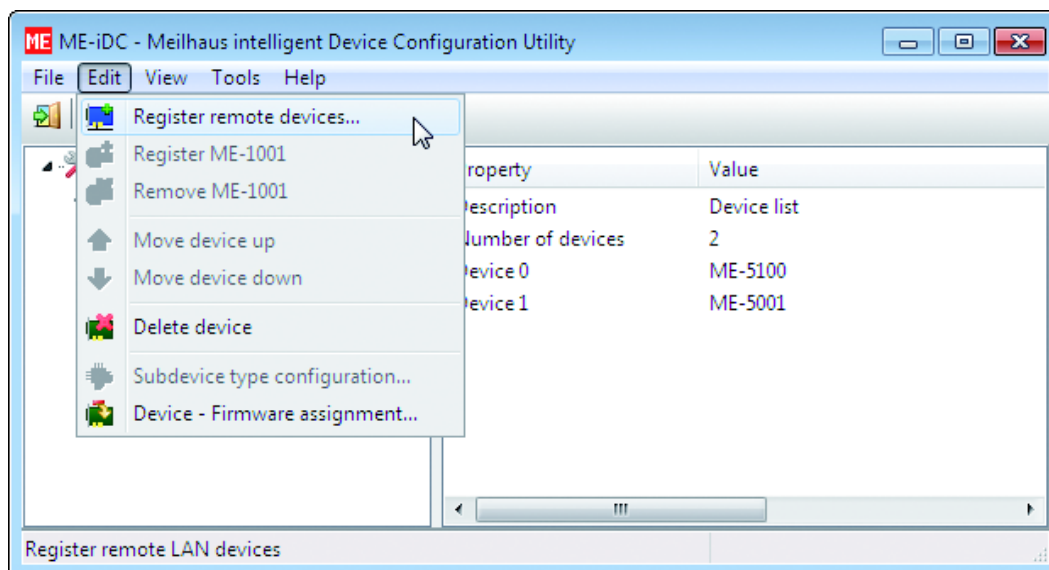 ME ME-iDC - Meilhaus intelligent Device Configuration Utility
File Edit View Tools Help
Register remote devices...
Register ME-1001
Remove ME-1001
Move device up
Move device down
Delete device
Subdevice type configuration...
Device - Firmware assignment...
roperty Value
escription Device list
umber of devices 2
evice 0 ME-5100
evice 1 ME-5001
Register remote LAN devices